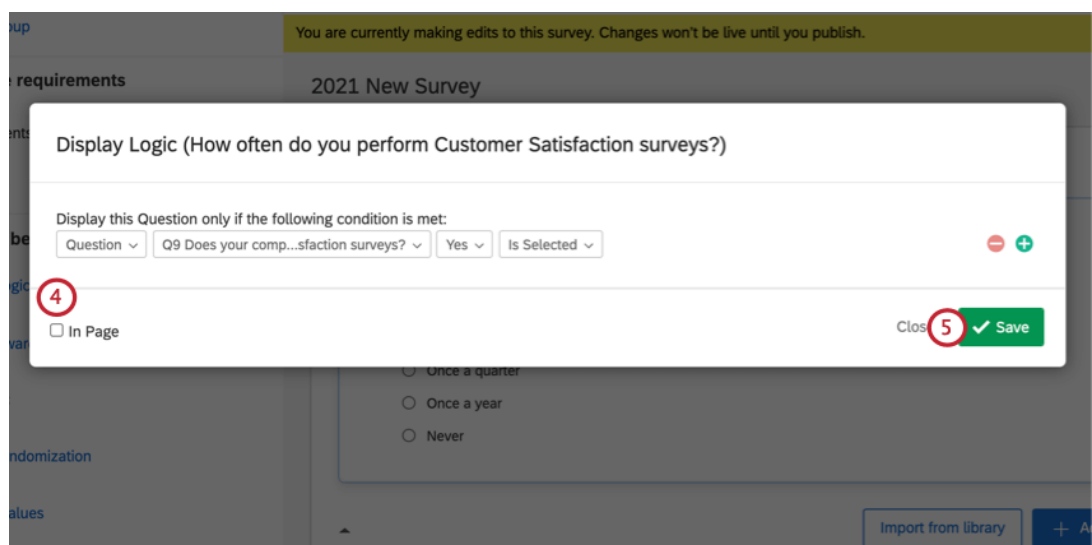 You are currently making edits to this survey. Changes won't be live until you publish.
requirements
2021 New Survey
Display Logic (How often do you perform Customer Satisfaction surveys?)
Display this Question only if the following condition is met:
Question Q9 Does your comp...sfaction surveys? Yes Is Selected
4
In Page
Clos 5 Save
Once a quarter
Once a year
Never
ndomization
alues
Import from library + A